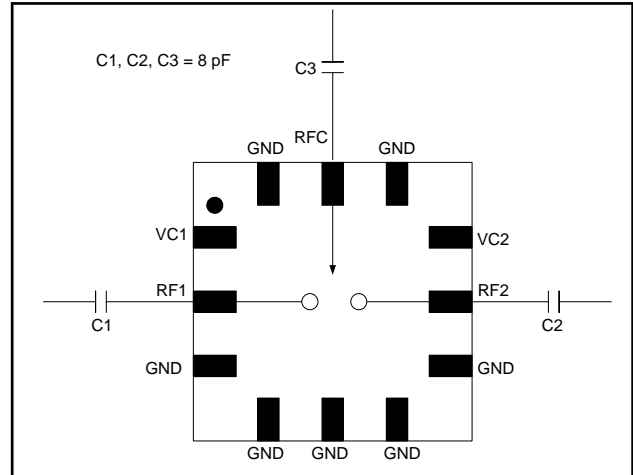 C1, C2, C3 = 8 pF
C3
RFC
GND
GND
VC1
VC2
RF1
RF2
C1
C2
GND
GND
GND
GND
GND